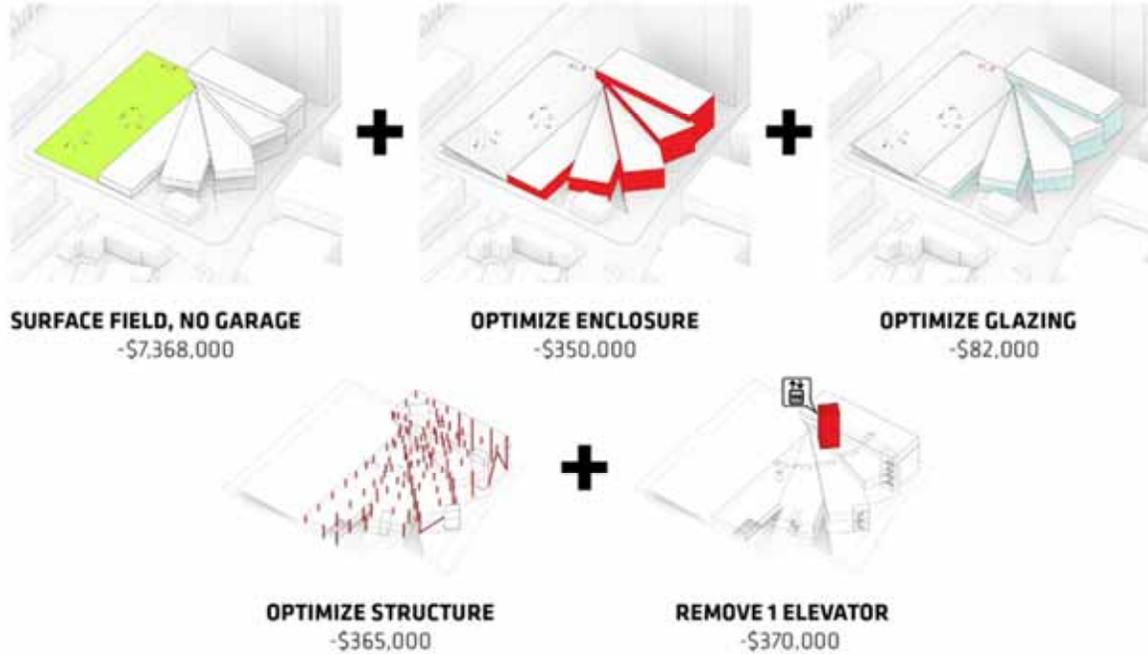 SURFACE FIELD, NO GARAGE
-$7,368,000
OPTIMIZE ENCLOSURE
-$350,000
OPTIMIZE GLAZING
-$82,000
OPTIMIZE STRUCTURE
-$365,000
REMOVE 1 ELEVATOR
-$370,000